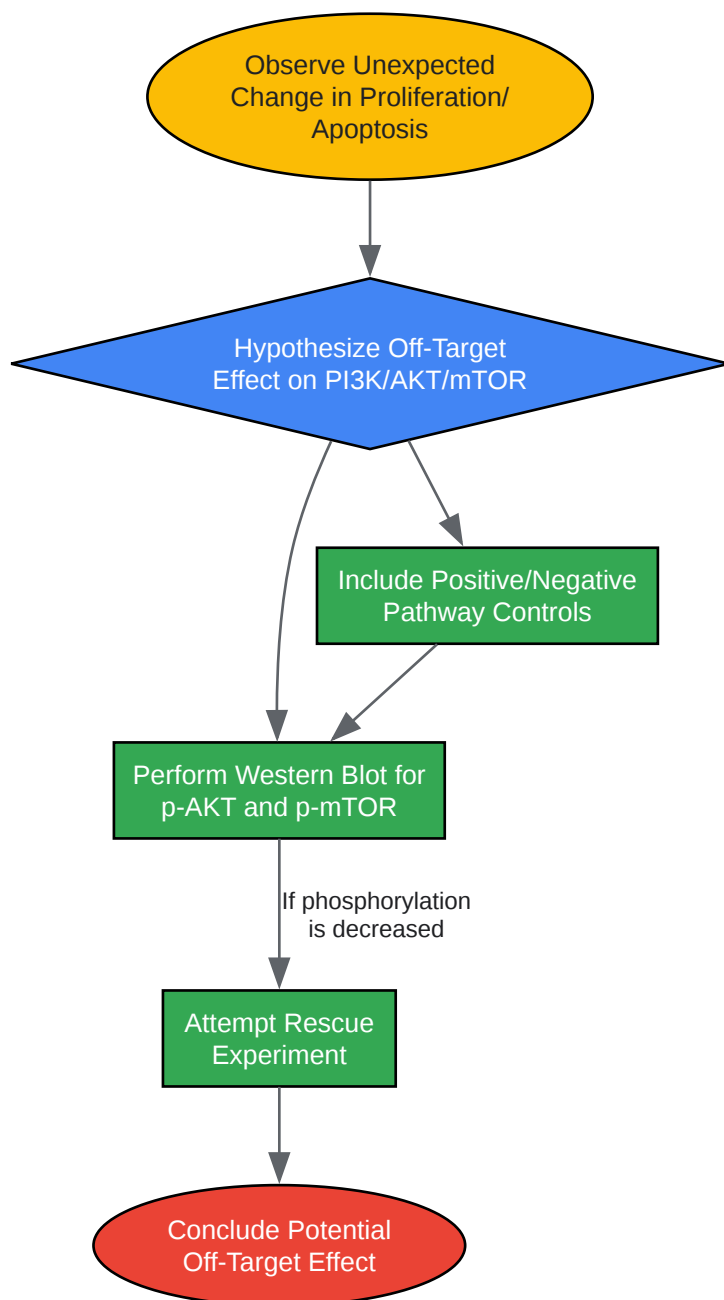 Observe Unexpected
Change in Proliferation/
Apoptosis
Hypothesize Off-Target
Effect on PI3K/AKT/mTOR
Include Positive/Negative
Pathway Controls
Perform Western Blot for
p-AKT and p-mTOR
If phosphorylation
is decreased
Attempt Rescue
Experiment
Conclude Potential
Off-Target Effect